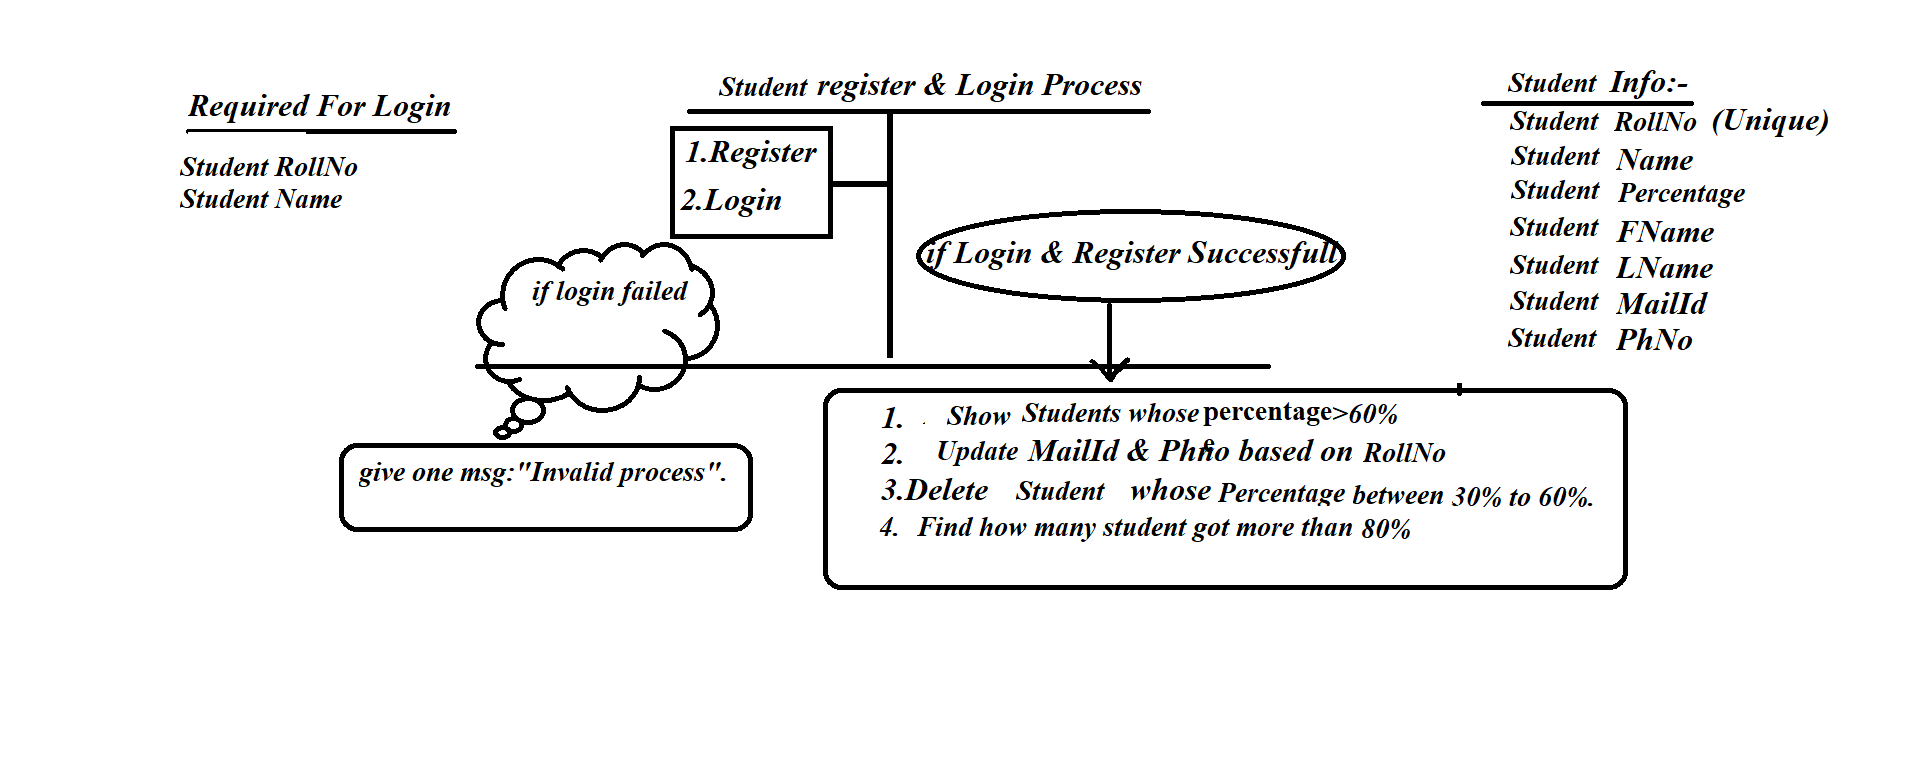 Required For Login
Student RollNo
Student Name
Student register & Login Process
1.Register
2.Login
if login failed
give one msg:"Invalid process".
if Login & Register Successfull
1. . Show Students whose percentage>60%
2. Update MailId & Phno based on RollNo
3.Delete Student whose Percentage between 30% to 60%.
4. Find how many student got more than 80%
Student Info:-
Student RollNo (Unique)
Student Name
Student Percentage
Student FName
Student LName
Student MailId
Student PhNo